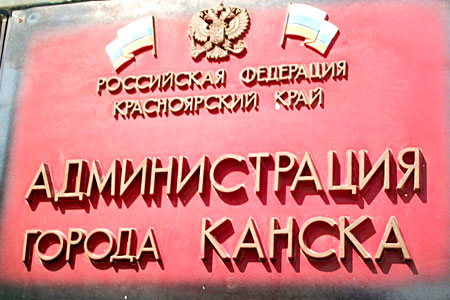 РОССИЙСКАЯ ФЕДЕРАЦИЯ
КРАСНОЯРСКИЙ КРАЙ
АДМИНИСТРАЦИЯ
ГОРОДА КАНСКА